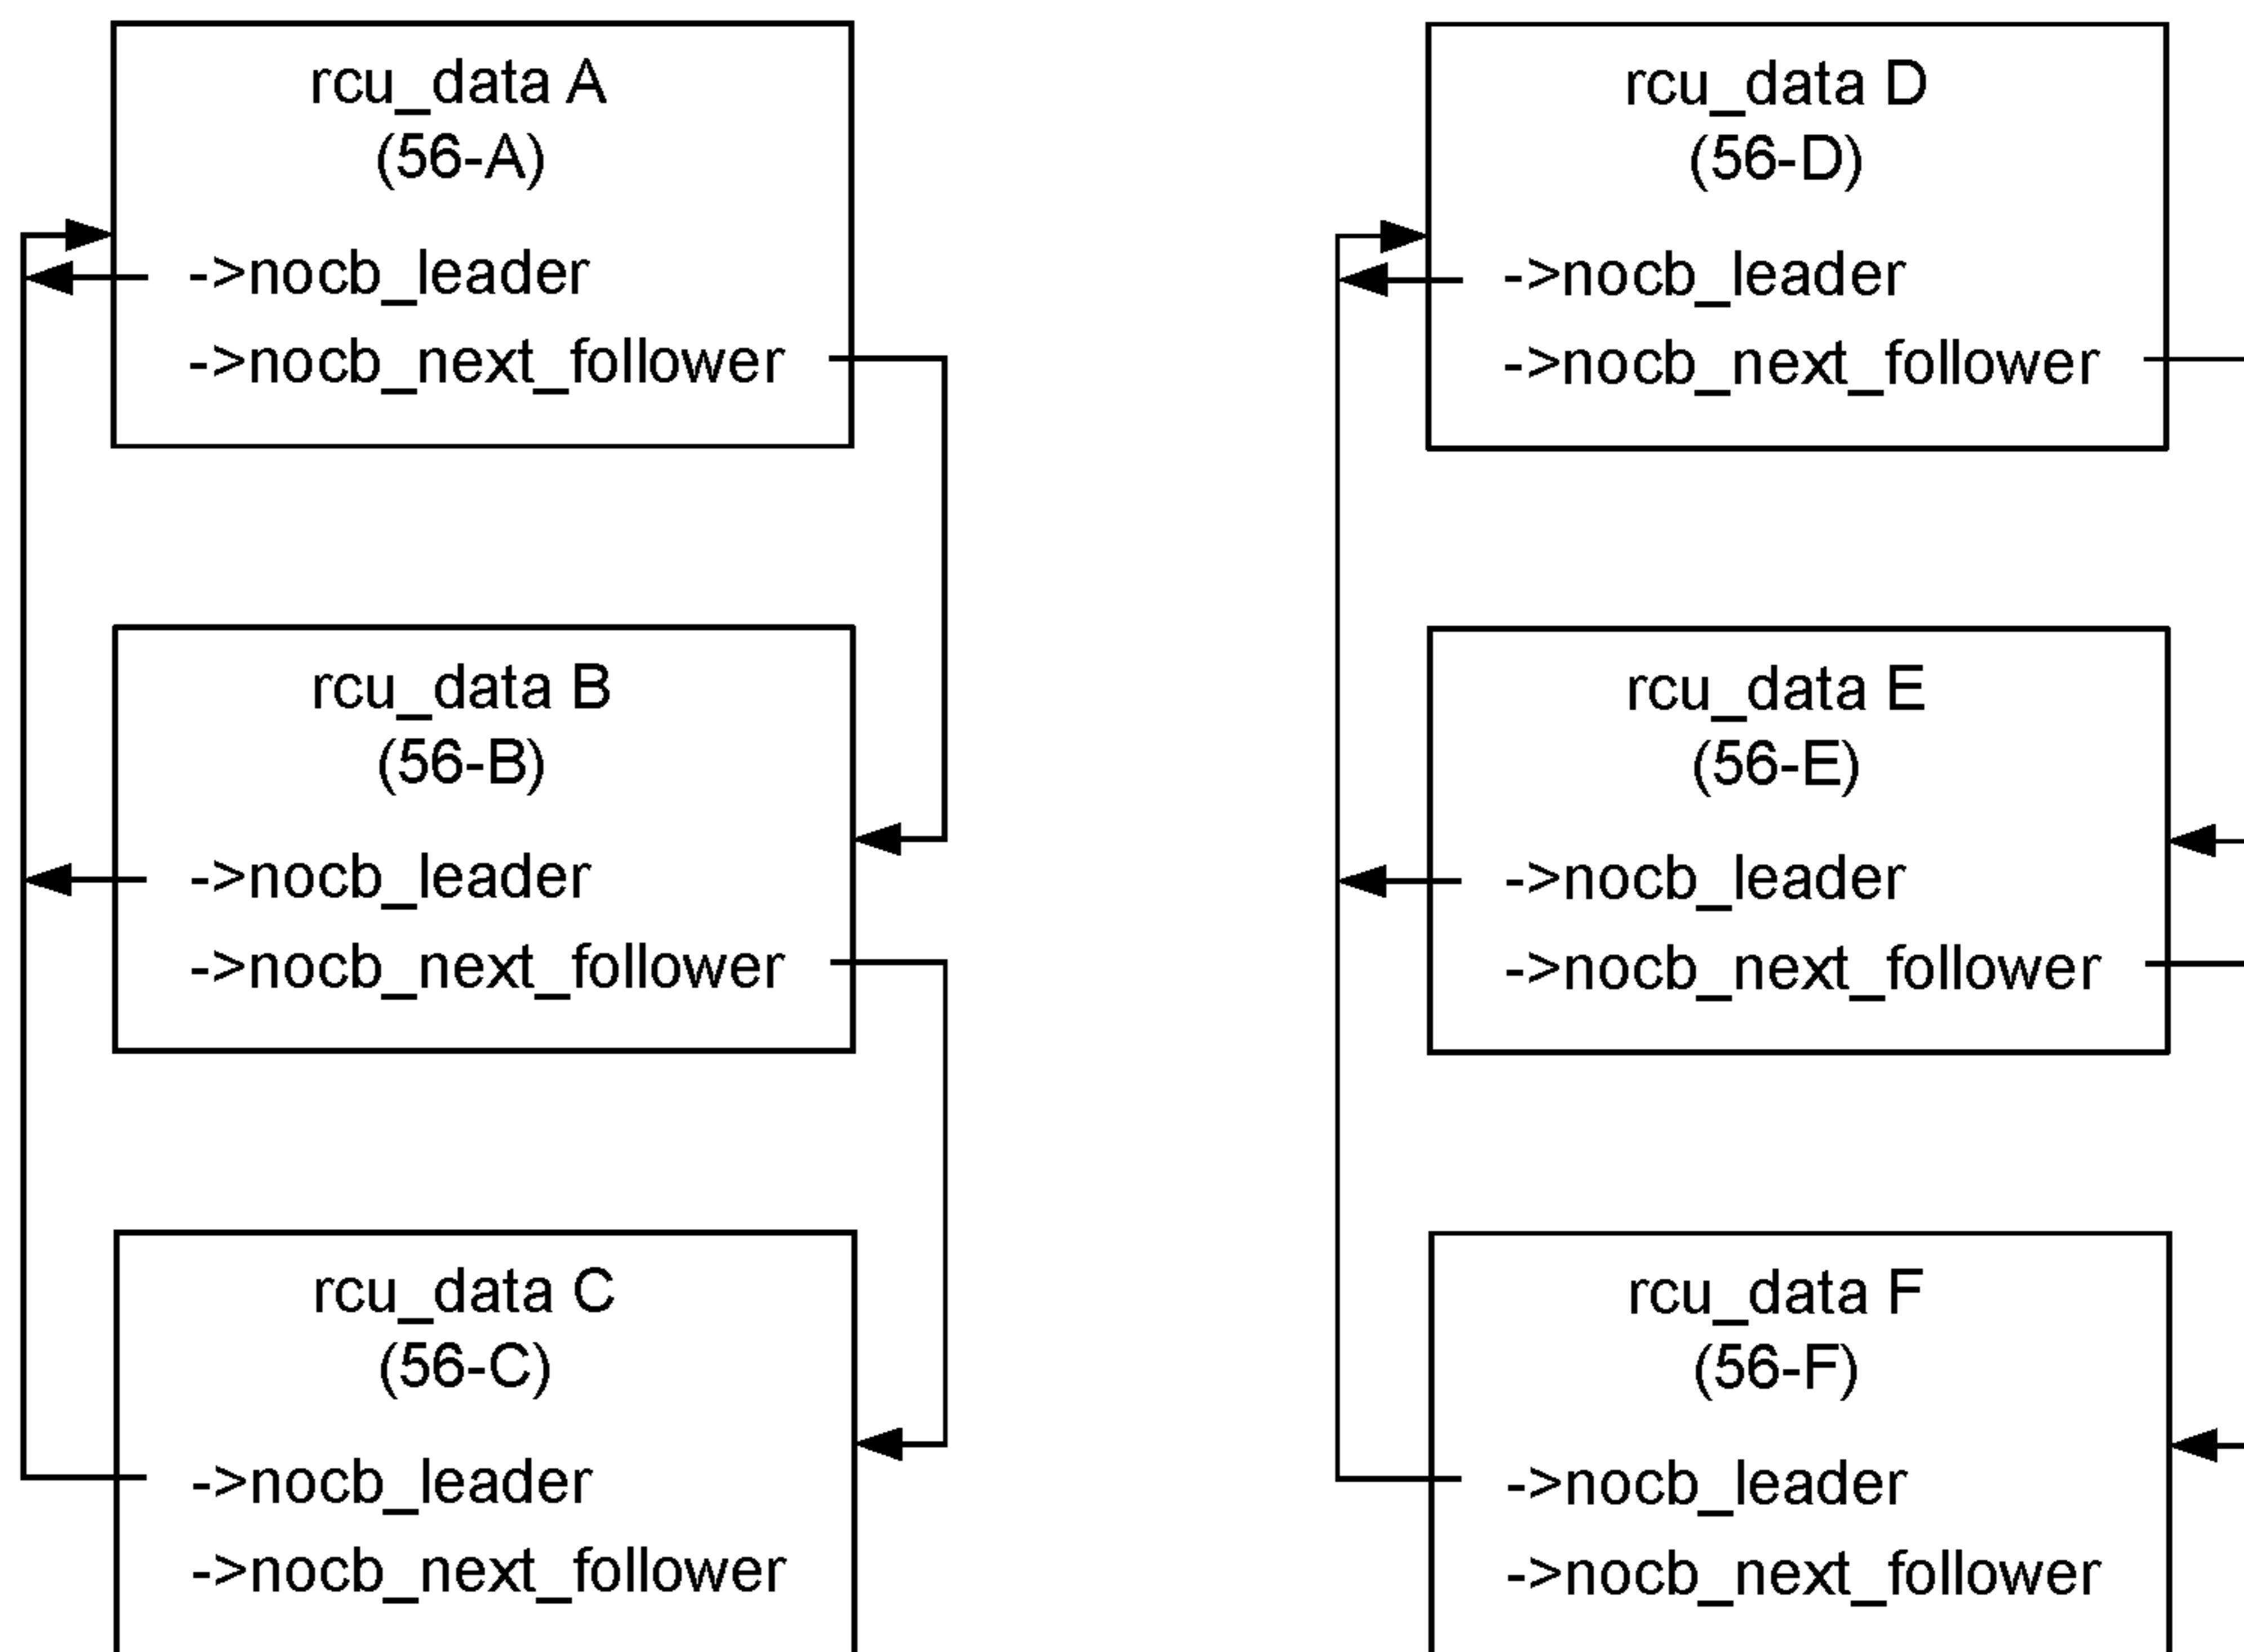 rcu_data A
(56-A)
->nocb_leader
->nocb_next_follower
rcu_data B
(56-B)
->nocb_leader
->nocb_next_follower
rcu_data C
(56-C)
->nocb_leader
->nocb_next_follower
rcu_data D
(56-D)
->nocb_leader
->nocb_next_follower
rcu_data E
(56-E)
->nocb_leader
->nocb_next_follower
rcu_data F
(56-F)
->nocb_leader
->nocb_next_follower